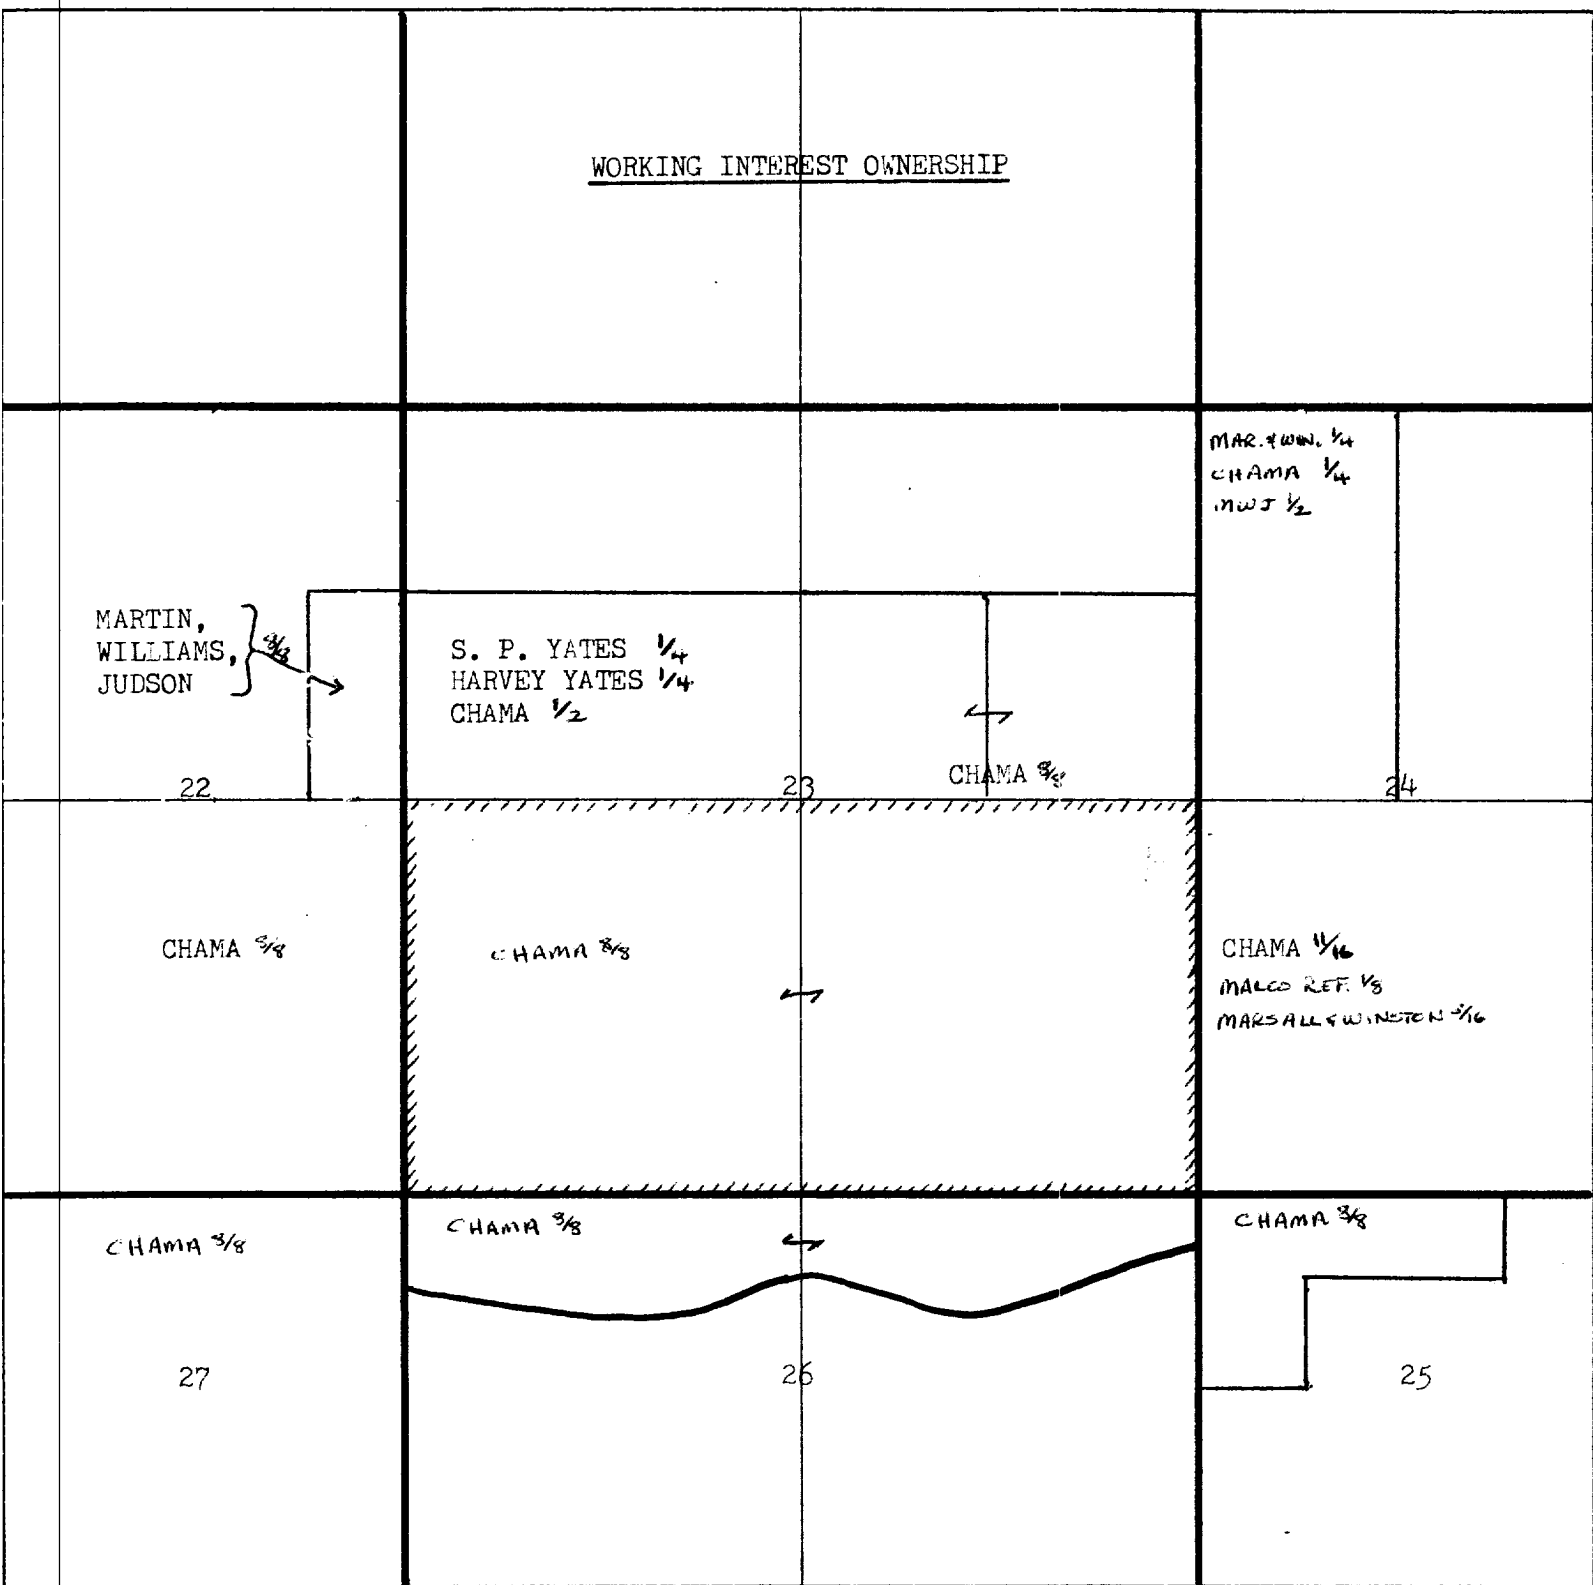 WORKING INTEREST OWNERSHIP
MAR. & WIN. 1/4
CHAMA 1/4
MWJ 1/2
MARTIN,
WILLIAMS, 8/8
JUDSON
S. P. YATES 1/4
HARVEY YATES 1/4
CHAMA 1/2
CHAMA 8/8
22
23
24
CHAMA 8/8
CHAMA 8/8
CHAMA 11/16
MALCO REF. 1/8
MARSALL & WINSTON 3/16
CHAMA 8/8
CHAMA 8/8
CHAMA 8/8
27
26
25